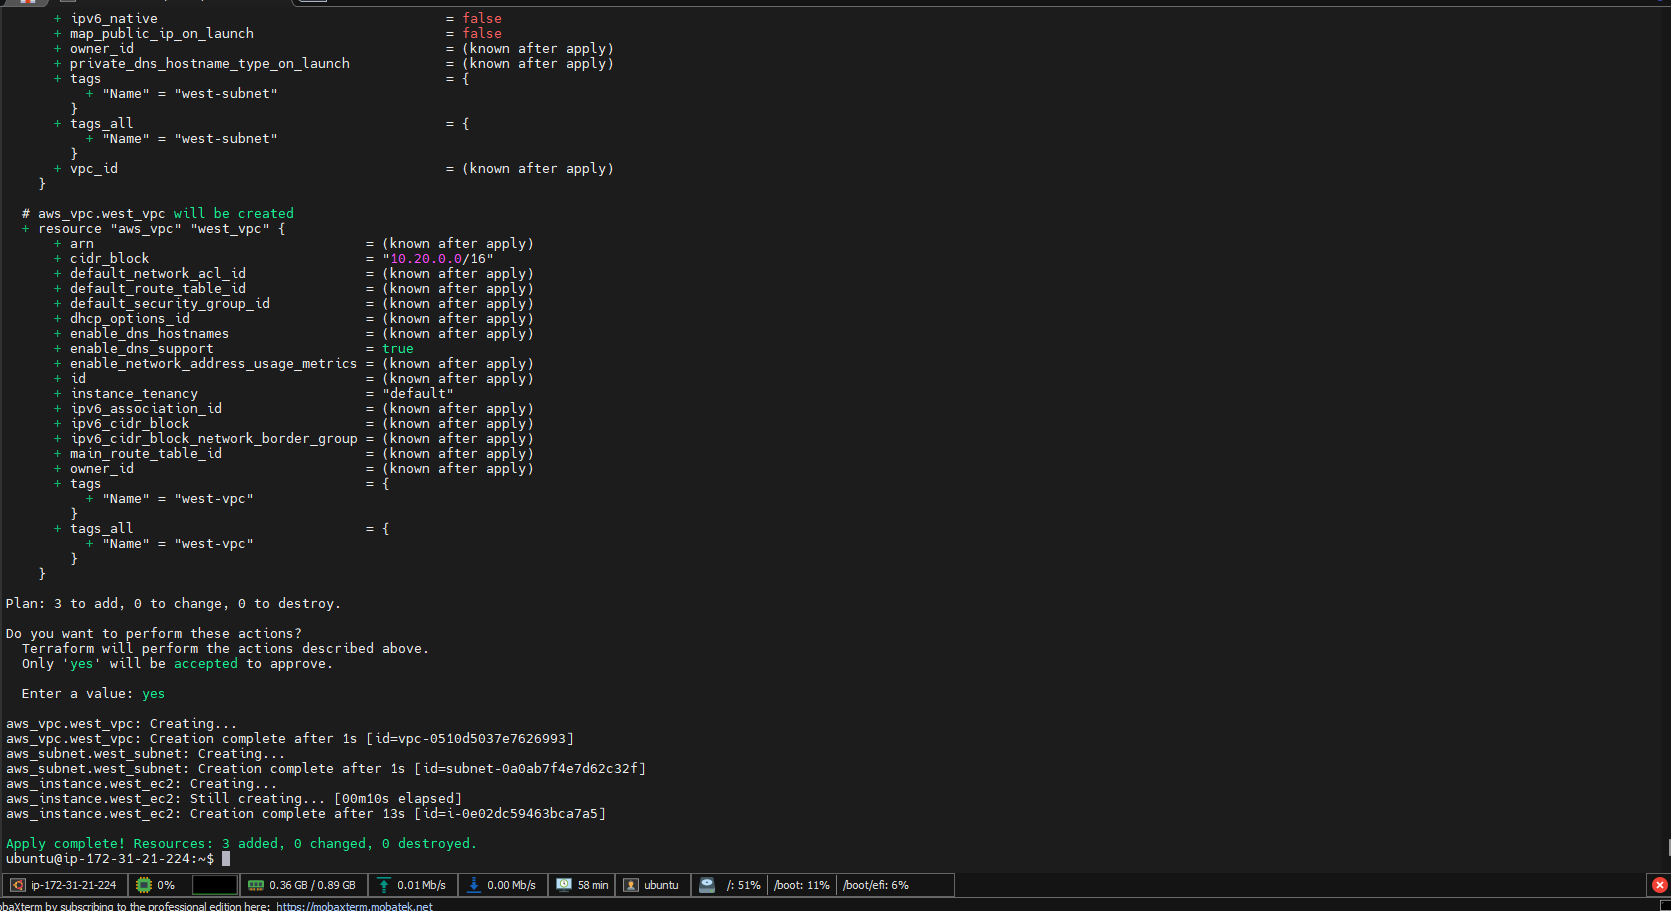 + ipv6_native                                    = false
      + map_public_ip_on_launch                        = false
      + owner_id                                       = (known after apply)
      + private_dns_hostname_type_on_launch            = (known after apply)
      + tags                                           = {
          + "Name" = "west-subnet"
        }
      + tags_all                                       = {
          + "Name" = "west-subnet"
        }
      + vpc_id                                         = (known after apply)
    }
  # aws_vpc.west_vpc will be created
  + resource "aws_vpc" "west_vpc" {
      + arn                                  = (known after apply)
      + cidr_block                           = "10.20.0.0/16"
      + default_network_acl_id               = (known after apply)
      + default_route_table_id               = (known after apply)
      + default_security_group_id            = (known after apply)
      + dhcp_options_id                      = (known after apply)
      + enable_dns_hostnames                 = (known after apply)
      + enable_dns_support                   = true
      + enable_network_address_usage_metrics = (known after apply)
      + id                                   = (known after apply)
      + instance_tenancy                     = "default"
      + ipv6_association_id                  = (known after apply)
      + ipv6_cidr_block                      = (known after apply)
      + ipv6_cidr_block_network_border_group = (known after apply)
      + main_route_table_id                  = (known after apply)
      + owner_id                             = (known after apply)
      + tags                                 = {
          + "Name" = "west-vpc"
        }
      + tags_all                             = {
          + "Name" = "west-vpc"
        }
    }
Plan: 3 to add, 0 to change, 0 to destroy.
Do you want to perform these actions?
  Terraform will perform the actions described above.
  Only 'yes' will be accepted to approve.
  Enter a value: yes
aws_vpc.west_vpc: Creating...
aws_vpc.west_vpc: Creation complete after 1s [id=vpc-0510d5037e7626993]
aws_subnet.west_subnet: Creating...
aws_subnet.west_subnet: Creation complete after 1s [id=subnet-0a0ab7f4e7d62c32f]
aws_instance.west_ec2: Creating...
aws_instance.west_ec2: Still creating... [00m10s elapsed]
aws_instance.west_ec2: Creation complete after 13s [id=i-0e02dc59463bca7a5]
Apply complete! Resources: 3 added, 0 changed, 0 destroyed.
ubuntu@ip-172-31-21-224:~$
ip-172-31-21-224 0% 0.36 GB / 0.89 GB 0.01 Mb/s 0.00 Mb/s 58 min ubuntu /: 51% /boot: 11% /boot/efi: 6%
obaXterm by subscribing to the professional edition here: https://mobaxterm.mobatek.net